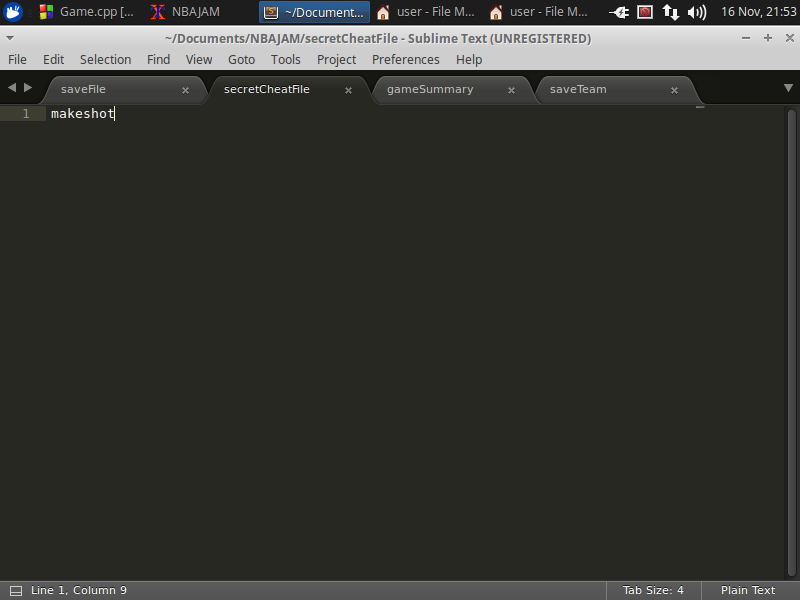 Game.cpp [... NBAJAM ~/Document... user - File M... user - File M... 16 Nov, 21:53
~/Documents/NBAJAM/secretCheatFile - Sublime Text (UNREGISTERED)
File Edit Selection Find View Goto Tools Project Preferences Help
saveFile secretCheatFile gameSummary saveTeam
1 makeshot
Line 1, Column 9 Tab Size: 4 Plain Text